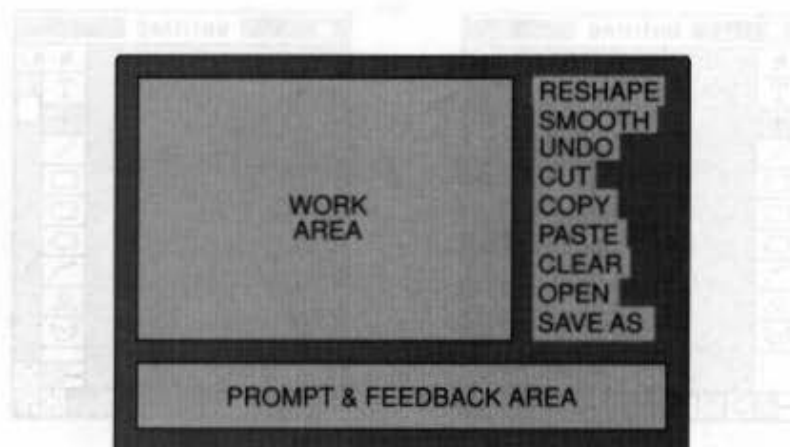 WORK
AREA
RESHAPE
SMOOTH
UNDO
CUT
COPY
PASTE
CLEAR
OPEN
SAVE AS
PROMPT & FEEDBACK AREA